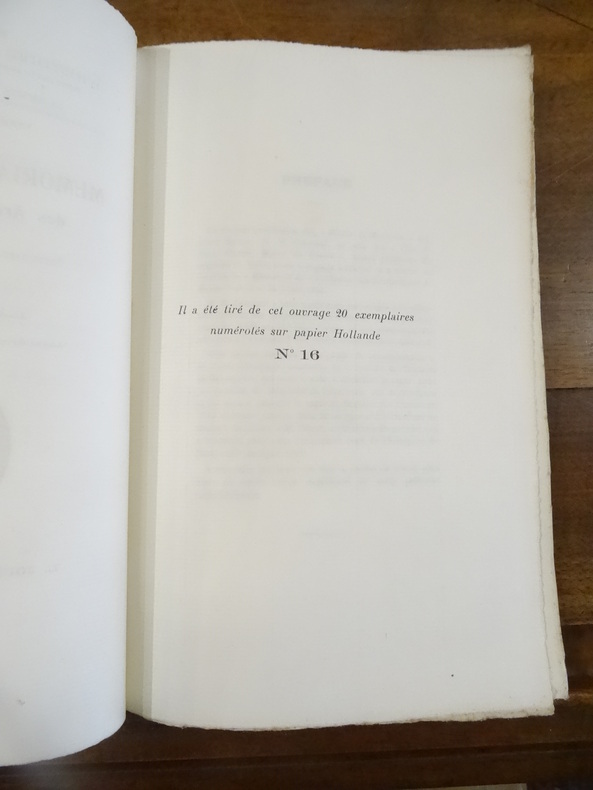 Il a été tiré de cet ouvrage 20 exemplaires
numérotés sur papier Hollande
N° 16